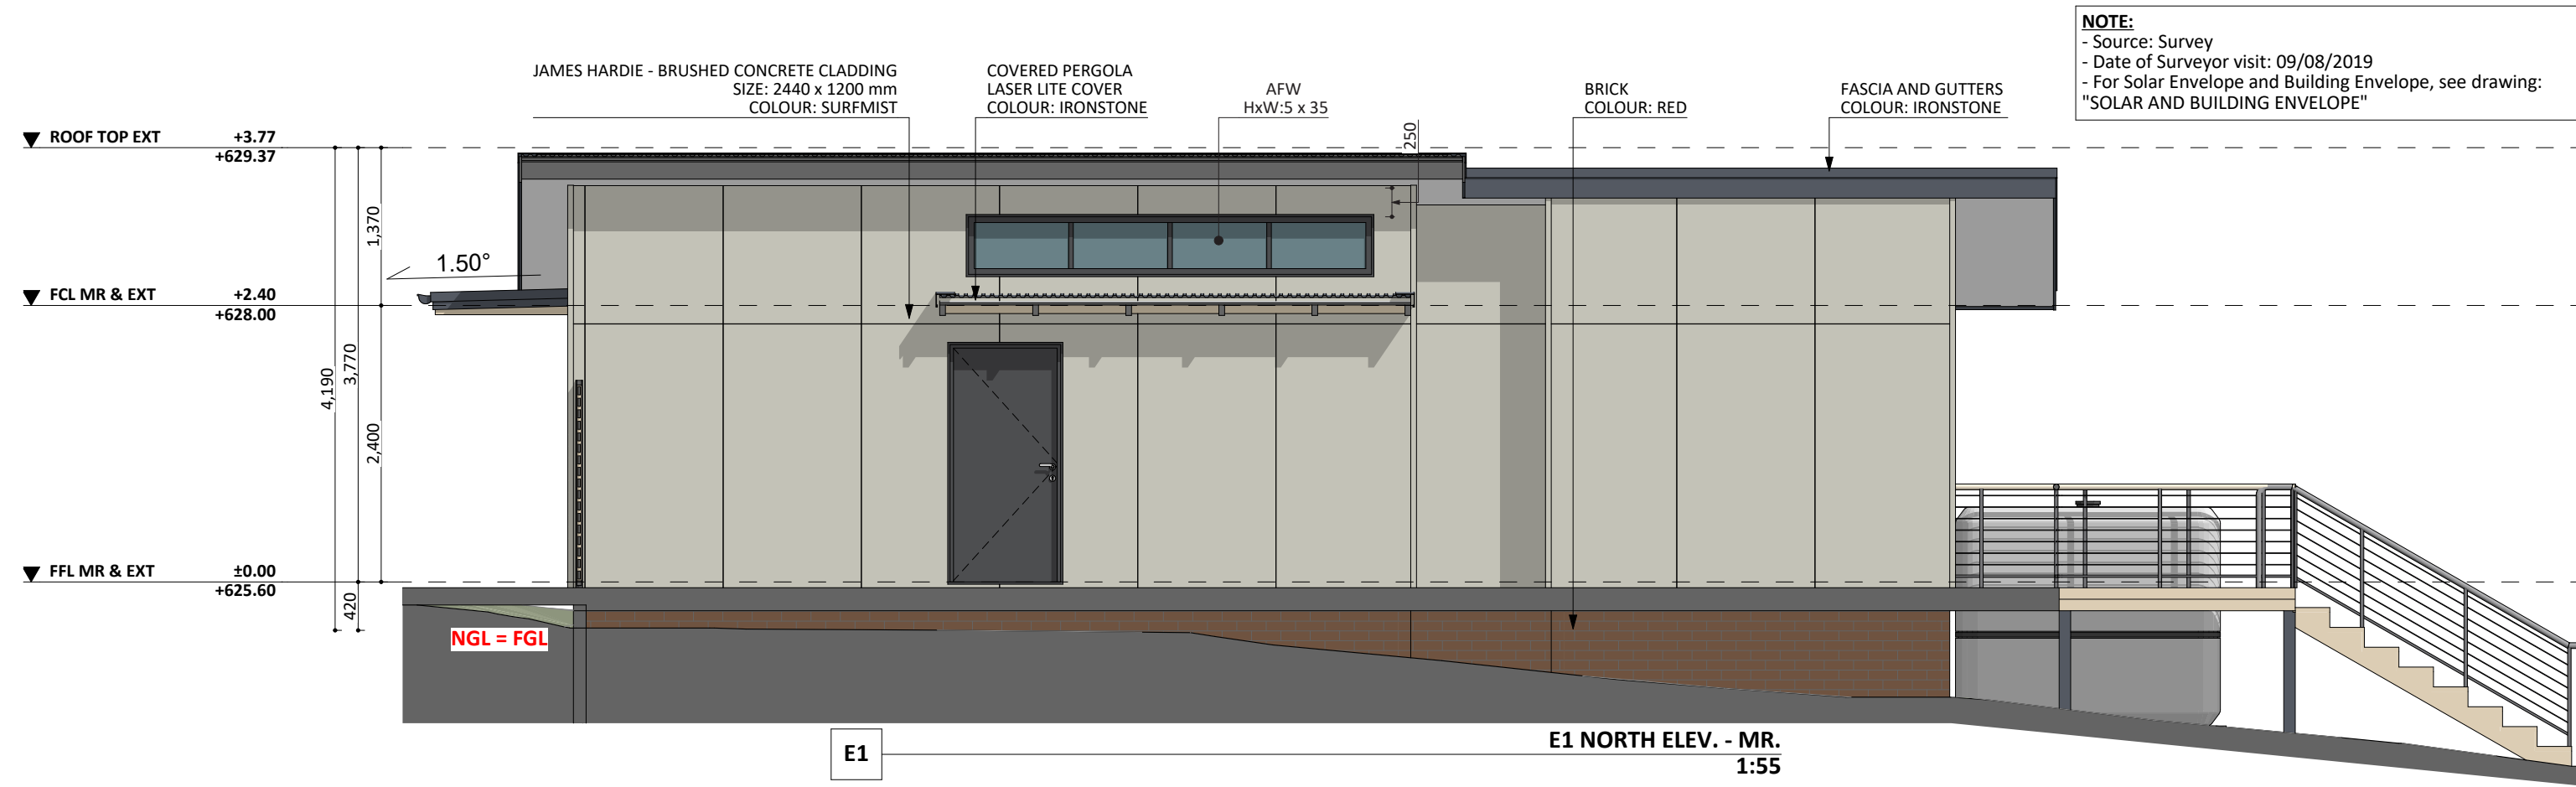 NOTE:
- Source: Survey
- Date of Surveyor visit: 09/08/2019
- For Solar Envelope and Building Envelope, see drawing:
"SOLAR AND BUILDING ENVELOPE"
JAMES HARDIE - BRUSHED CONCRETE CLADDING
SIZE: 2440 x 1200 mm
COLOUR: SURFMIST
COVERED PERGOLA
LASER LITE COVER
COLOUR: IRONSTONE
AFW
HxW:5 x 35
BRICK
COLOUR: RED
FASCIA AND GUTTERS
COLOUR: IRONSTONE
ROOF TOP EXT +3.77
+629.37
250
1,370
1.50°
FCL MR & EXT +2.40
+628.00
4,190
3,770
2,400
FFL MR & EXT ±0.00
+625.60
420
NGL = FGL
E1
E1 NORTH ELEV. - MR.
1:55